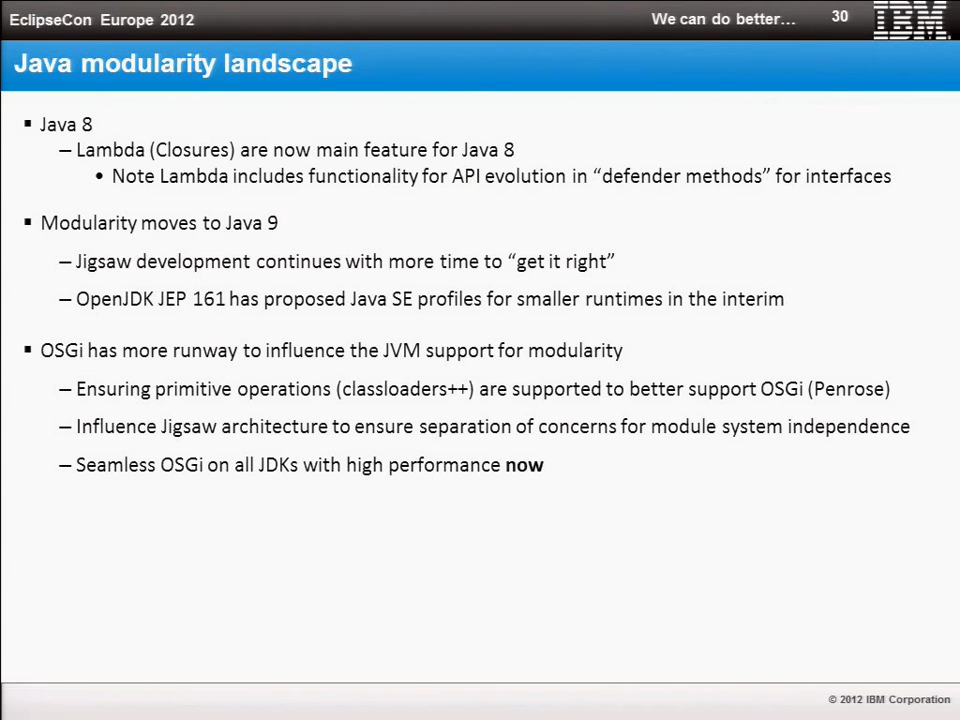 EclipseCon Europe 2012
We can do better…
30
IBM.
Java modularity landscape
▪ Java 8
– Lambda (Closures) are now main feature for Java 8
• Note Lambda includes functionality for API evolution in “defender methods” for interfaces
▪ Modularity moves to Java 9
– Jigsaw development continues with more time to “get it right”
– OpenJDK JEP 161 has proposed Java SE profiles for smaller runtimes in the interim
▪ OSGi has more runway to influence the JVM support for modularity
– Ensuring primitive operations (classloaders++) are supported to better support OSGi (Penrose)
– Influence Jigsaw architecture to ensure separation of concerns for module system independence
– Seamless OSGi on all JDKs with high performance now
© 2012 IBM Corporation